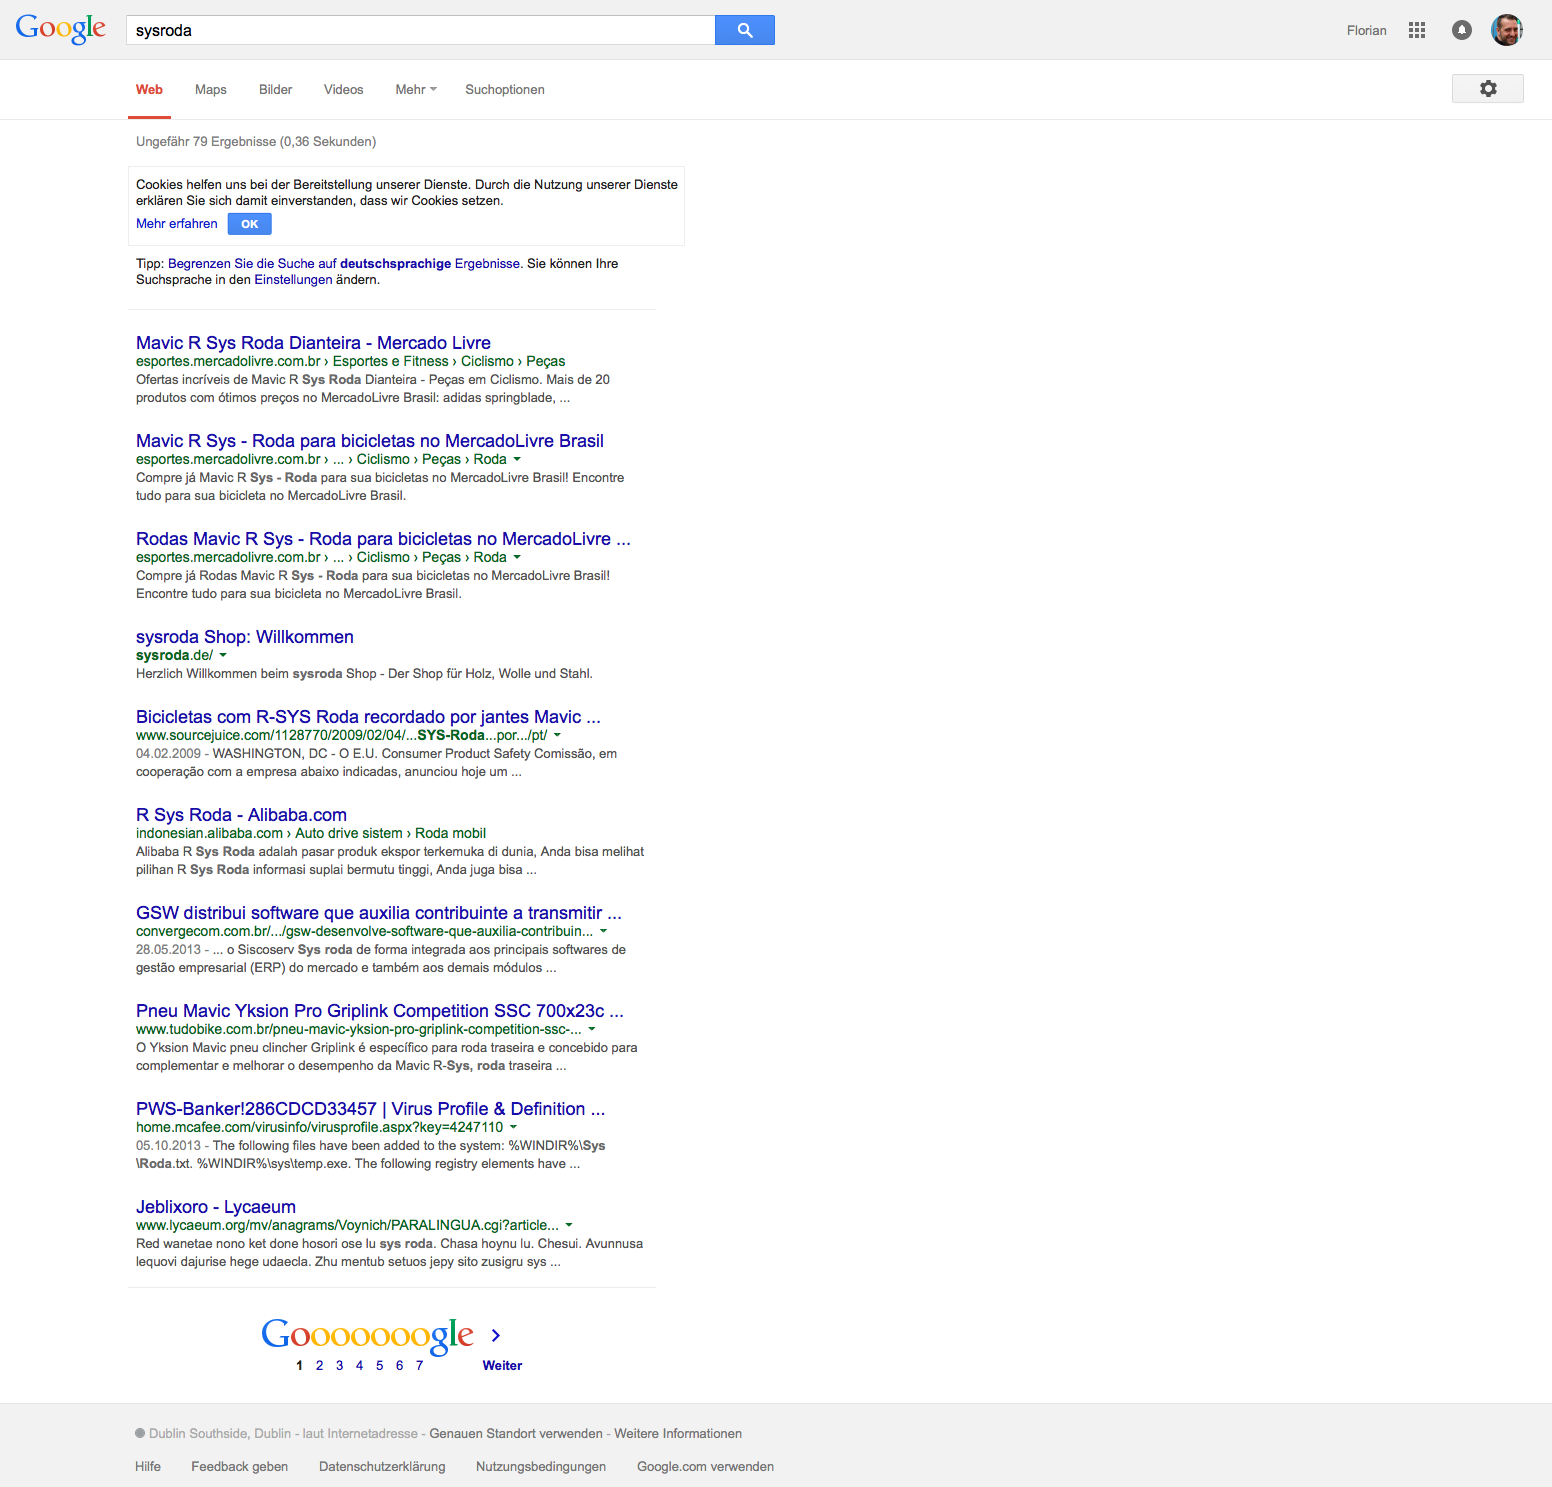 Google
sysroda
Florian
Web Maps Bilder Videos Mehr Suchoptionen
Ungefähr 79 Ergebnisse (0,36 Sekunden)
Cookies helfen uns bei der Bereitstellung unserer Dienste. Durch die Nutzung unserer Dienste
erklären Sie sich damit einverstanden, dass wir Cookies setzen.
Mehr erfahren OK
Tipp: Begrenzen Sie die Suche auf deutschsprachige Ergebnisse. Sie können Ihre
Suchsprache in den Einstellungen ändern.
Mavic R Sys Roda Dianteira - Mercado Livre
esportes.mercadolivre.com.br › Esportes e Fitness › Ciclismo › Peças
Ofertas incríveis de Mavic R Sys Roda Dianteira - Peças em Ciclismo. Mais de 20
produtos com ótimos preços no MercadoLivre Brasil: adidas springblade, ...
Mavic R Sys - Roda para bicicletas no MercadoLivre Brasil
esportes.mercadolivre.com.br › ... › Ciclismo › Peças › Roda
Compre já Mavic R Sys - Roda para sua bicicletas no MercadoLivre Brasil! Encontre
tudo para sua bicicleta no MercadoLivre Brasil.
Rodas Mavic R Sys - Roda para bicicletas no MercadoLivre ...
esportes.mercadolivre.com.br › ... › Ciclismo › Peças › Roda
Compre já Rodas Mavic R Sys - Roda para sua bicicletas no MercadoLivre Brasil!
Encontre tudo para sua bicicleta no MercadoLivre Brasil.
sysroda Shop: Willkommen
sysroda.de/
Herzlich Willkommen beim sysroda Shop - Der Shop für Holz, Wolle und Stahl.
Bicicletas com R-SYS Roda recordado por jantes Mavic ...
www.sourcejuice.com/1128770/2009/02/04/...SYS-Roda...por.../pt/
04.02.2009 - WASHINGTON, DC - O E.U. Consumer Product Safety Comissão, em
cooperação com a empresa abaixo indicadas, anunciou hoje um ...
R Sys Roda - Alibaba.com
indonesian.alibaba.com › Auto drive sistem › Roda mobil
Alibaba R Sys Roda adalah pasar produk ekspor terkemuka di dunia, Anda bisa melihat
pilihan R Sys Roda informasi suplai bermutu tinggi, Anda juga bisa ...
GSW distribui software que auxilia contribuinte a transmitir ...
convergecom.com.br/.../gsw-desenvolve-software-que-auxilia-contribuin...
28.05.2013 - ... o Siscoserv Sys roda de forma integrada aos principais softwares de
gestão empresarial (ERP) do mercado e também aos demais módulos ...
Pneu Mavic Yksion Pro Griplink Competition SSC 700x23c ...
www.tudobike.com.br/pneu-mavic-yksion-pro-griplink-competition-ssc-...
O Yksion Mavic pneu clincher Griplink é específico para roda traseira e concebido para
complementar e melhorar o desempenho da Mavic R-Sys, roda traseira ...
PWS-Banker!286CDCD33457 | Virus Profile & Definition ...
home.mcafee.com/virusinfo/virusprofile.aspx?key=4247110
05.10.2013 - The following files have been added to the system: %WINDIR%\Sys
\Roda.txt. %WINDIR%\sys\temp.exe. The following registry elements have ...
Jeblixoro - Lycaeum
www.lycaeum.org/mv/anagrams/Voynich/PARALINGUA.cgi?article...
Red wanetae nono ket done hosori ose lu sys roda. Chasa hoynu lu. Chesui. Avunnusa
lequovi dajurise hege udaecla. Zhu mentub setuos jepy sito zusigru sys ...
Gooooooogle
1 2 3 4 5 6 7 Weiter
Dublin Southside, Dublin - laut Internetadresse - Genauen Standort verwenden - Weitere Informationen
Hilfe Feedback geben Datenschutzerklärung Nutzungsbedingungen Google.com verwenden